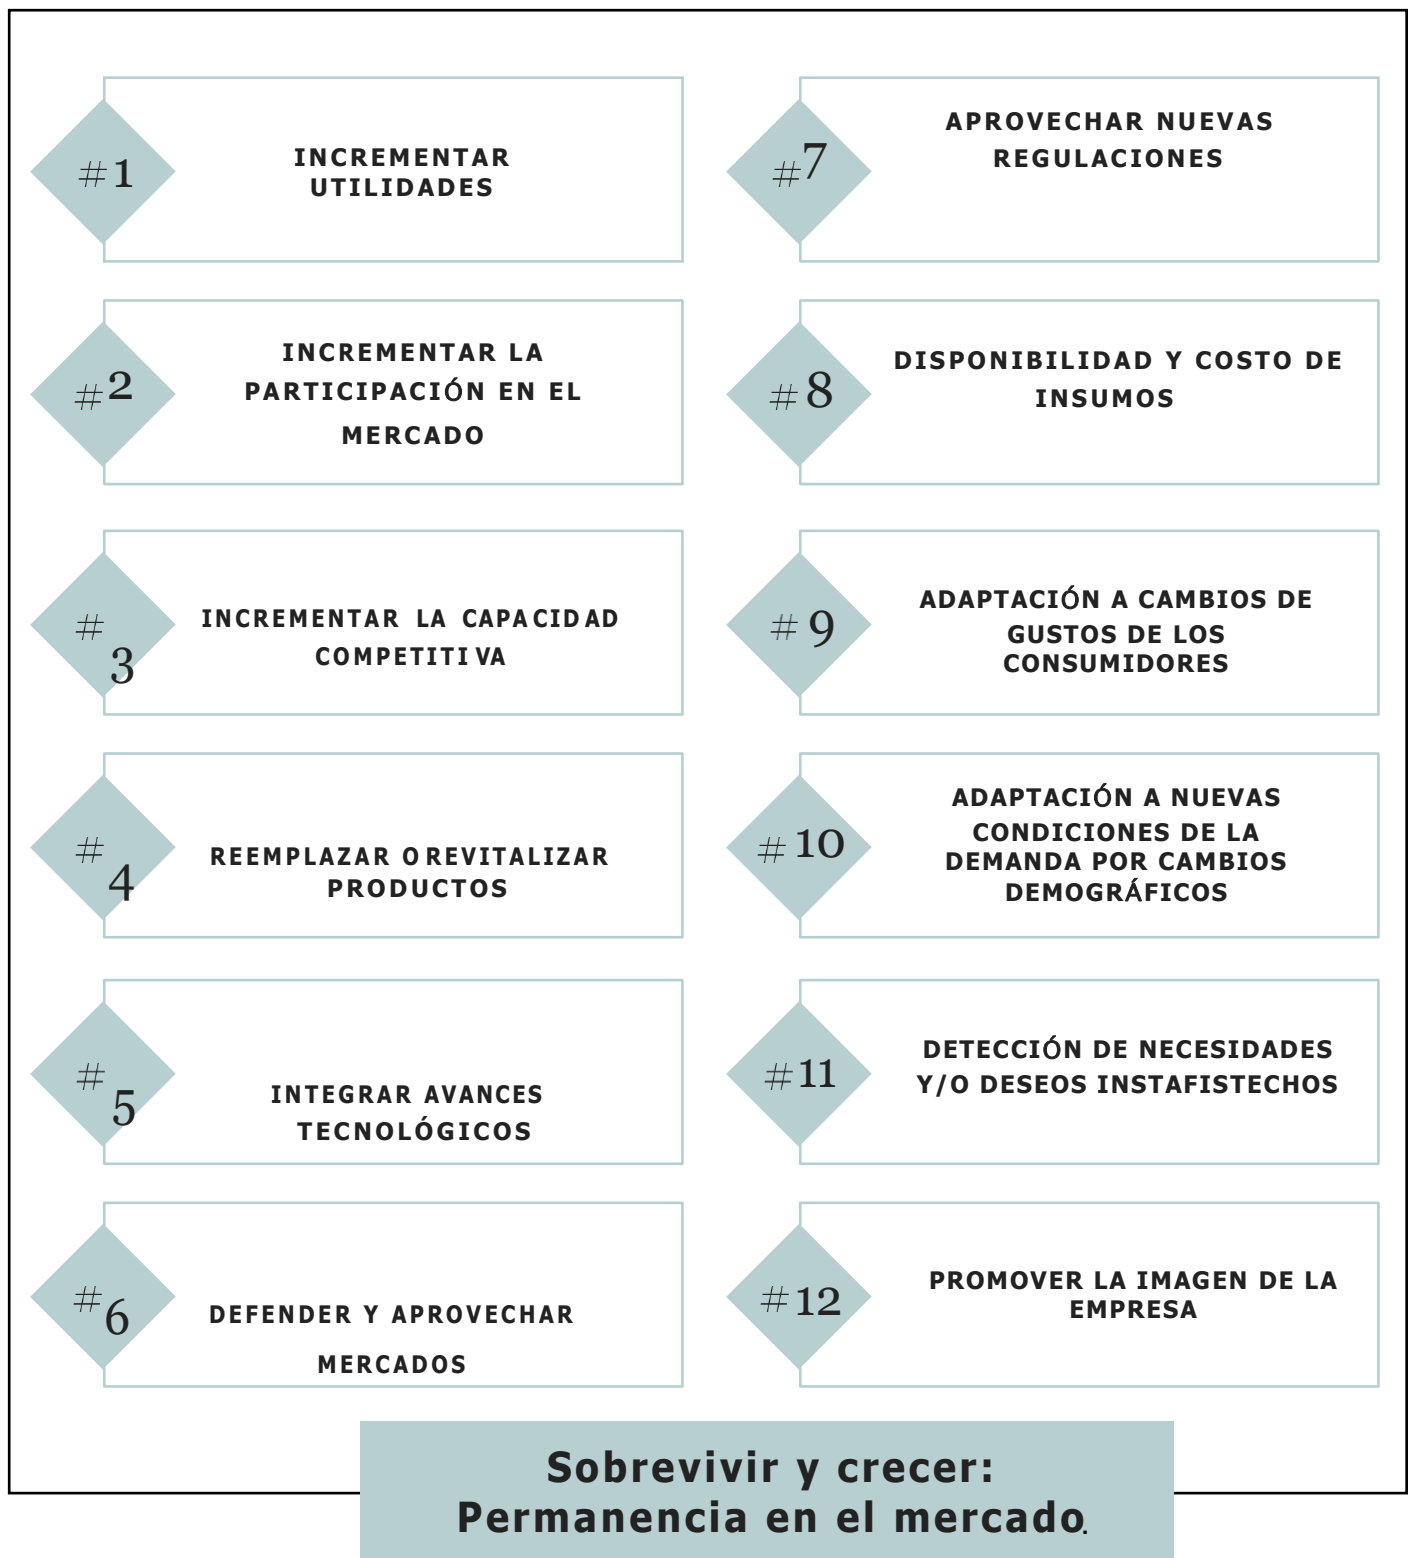 #1
INCREMENTAR
UTILIDADES
#2
INCREMENTAR LA
PARTICIPACIÓN EN EL
MERCADO
#3
INCREMENTAR LA CAPACIDAD
COMPETITIVA
#4
REEMPLAZAR O REVITALIZAR
PRODUCTOS
#5
INTEGRAR AVANCES
TECNOLÓGICOS
#6
DEFENDER Y APROVECHAR
MERCADOS
#7
APROVECHAR NUEVAS
REGULACIONES
#8
DISPONIBILIDAD Y COSTO DE
INSUMOS
#9
ADAPTACIÓN A CAMBIOS DE
GUSTOS DE LOS
CONSUMIDORES
#10
ADAPTACIÓN A NUEVAS
CONDICIONES DE LA
DEMANDA POR CAMBIOS
DEMOGRÁFICOS
#11
DETECCIÓN DE NECESIDADES
Y/O DESEOS INSTAFISTECHOS
#12
PROMOVER LA IMAGEN DE LA
EMPRESA
Sobrevivir y crecer:
Permanencia en el mercado.